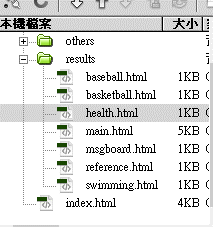 本機檔案 大小
others
results
baseball.html 1KB
basketball.html 1KB
health.html 1KB
main.html 5KB
msgboard.html 1KB
reference.html 1KB
swimming.html 1KB
index.html 4KB